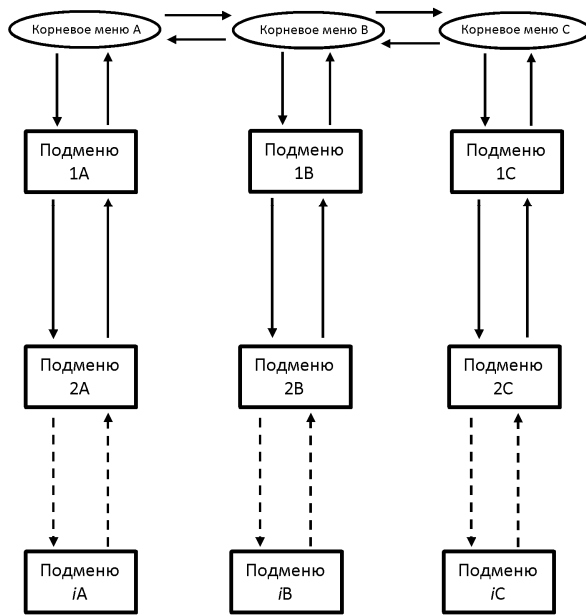 Корневое меню A
Корневое меню B
Корневое меню C
Подменю
1A
Подменю
1B
Подменю
1C
Подменю
2A
Подменю
2B
Подменю
2C
Подменю
iA
Подменю
iB
Подменю
iC